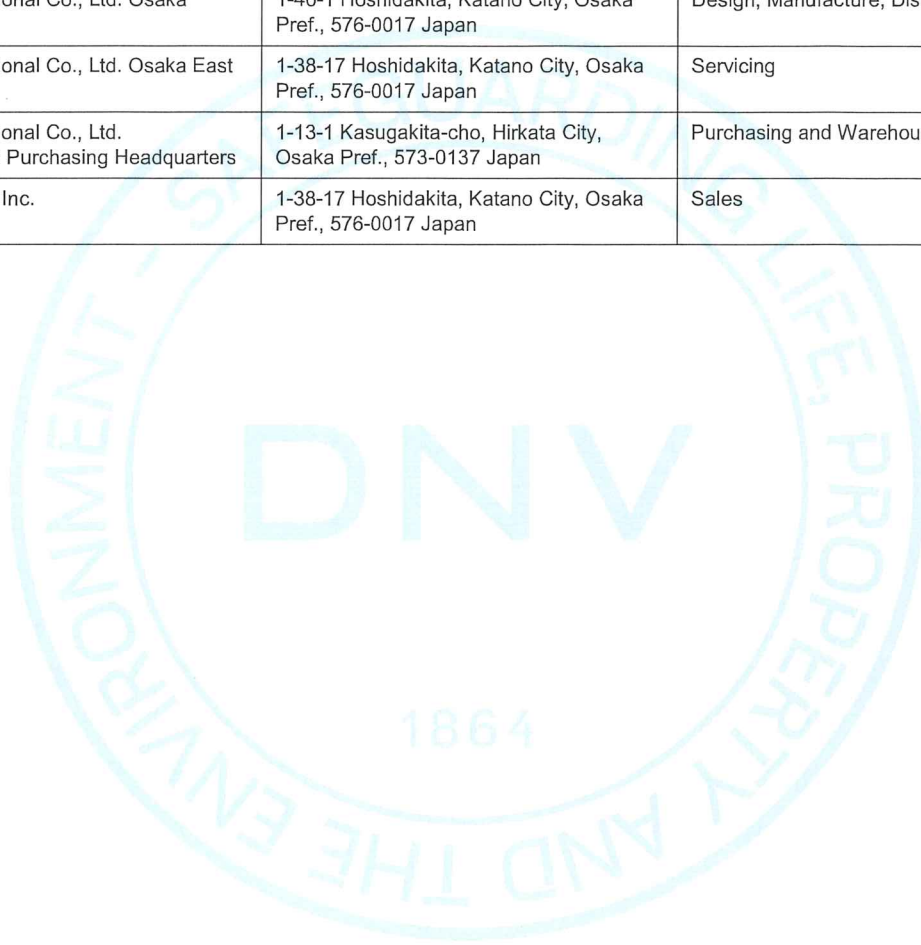 onal Co., Ltd. Osaka
1-40-1 Hoshidakita, Katano City, Osaka
Pref., 576-0017 Japan
Design, Manufacture, Dis
onal Co., Ltd. Osaka East
1-38-17 Hoshidakita, Katano City, Osaka
Pref., 576-0017 Japan
Servicing
onal Co., Ltd.
Purchasing Headquarters
1-13-1 Kasugakita-cho, Hirkata City,
Osaka Pref., 573-0137 Japan
Purchasing and Warehou
Inc.
1-38-17 Hoshidakita, Katano City, Osaka
Pref., 576-0017 Japan
Sales
SAFEGUARDING LIFE, PROPERTY AND THE ENVIRONMENT -
DNV
1864